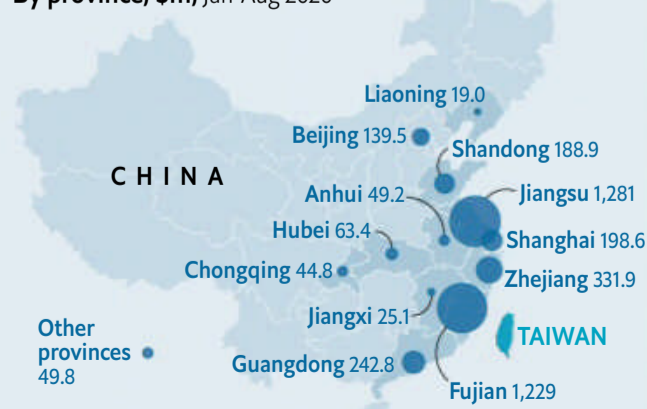 By province, $m, Jan-Aug 2020
Liaoning 19.0
Beijing 139.5
Shandong 188.9
CHINA
Anhui 49.2
Jiangsu 1,281
Hubei 63.4
Shanghai 198.6
Chongqing 44.8
Zhejiang 331.9
Jiangxi 25.1
Other
provinces
49.8
TAIWAN
Guangdong 242.8
Fujian 1,229